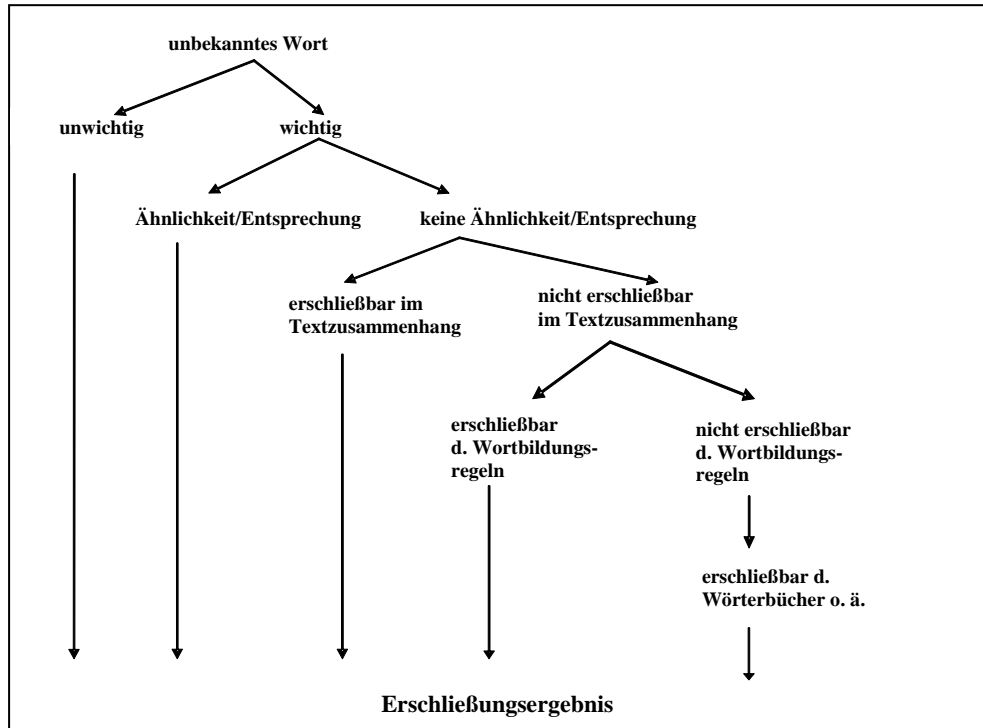 unbekanntes Wort
unwichtig
wichtig
Ähnlichkeit/Entsprechung
keine Ähnlichkeit/Entsprechung
erschließbar im
Textzusammenhang
nicht erschließbar
im Textzusammenhang
erschließbar
d. Wortbildungs-
regeln
nicht erschließbar
d. Wortbildungs-
regeln
erschließbar d.
Wörterbücher o. ä.
Erschließungsergebnis